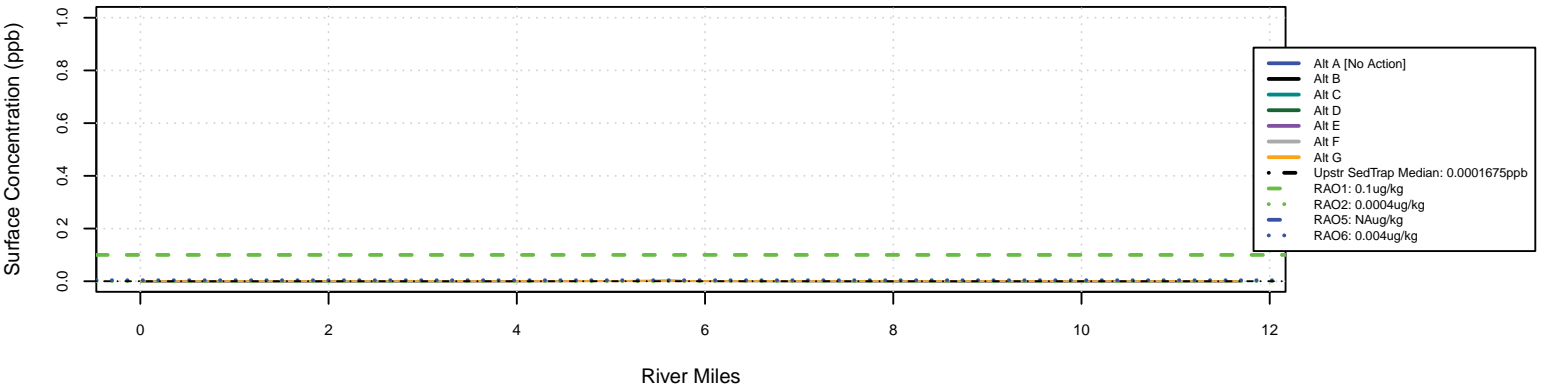 Surface Concentration (ppb)
1.0
0.8
0.6
0.4
0.2
0.0
0 2 4 6 8 10 12
River Miles
Alt A [No Action]
Alt B
Alt C
Alt D
Alt E
Alt F
Alt G
Upstr SedTrap Median: 0.0001675ppb
RAO1: 0.1ug/kg
RAO2: 0.0004ug/kg
RAO5: NAug/kg
RAO6: 0.004ug/kg